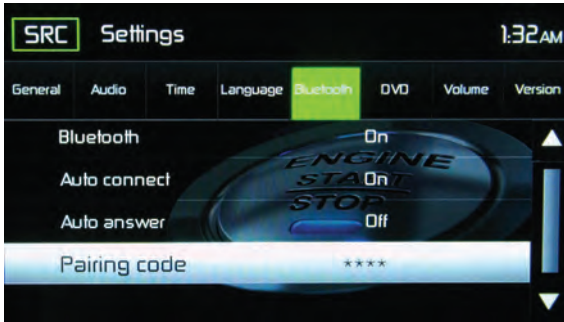 SRC Settings 1:32AM
General Audio Time Language Bluetooth DVD Volume Version
Bluetooth On
Auto connect On
Auto answer Off
Pairing code ****
ENGINE
START
STOP